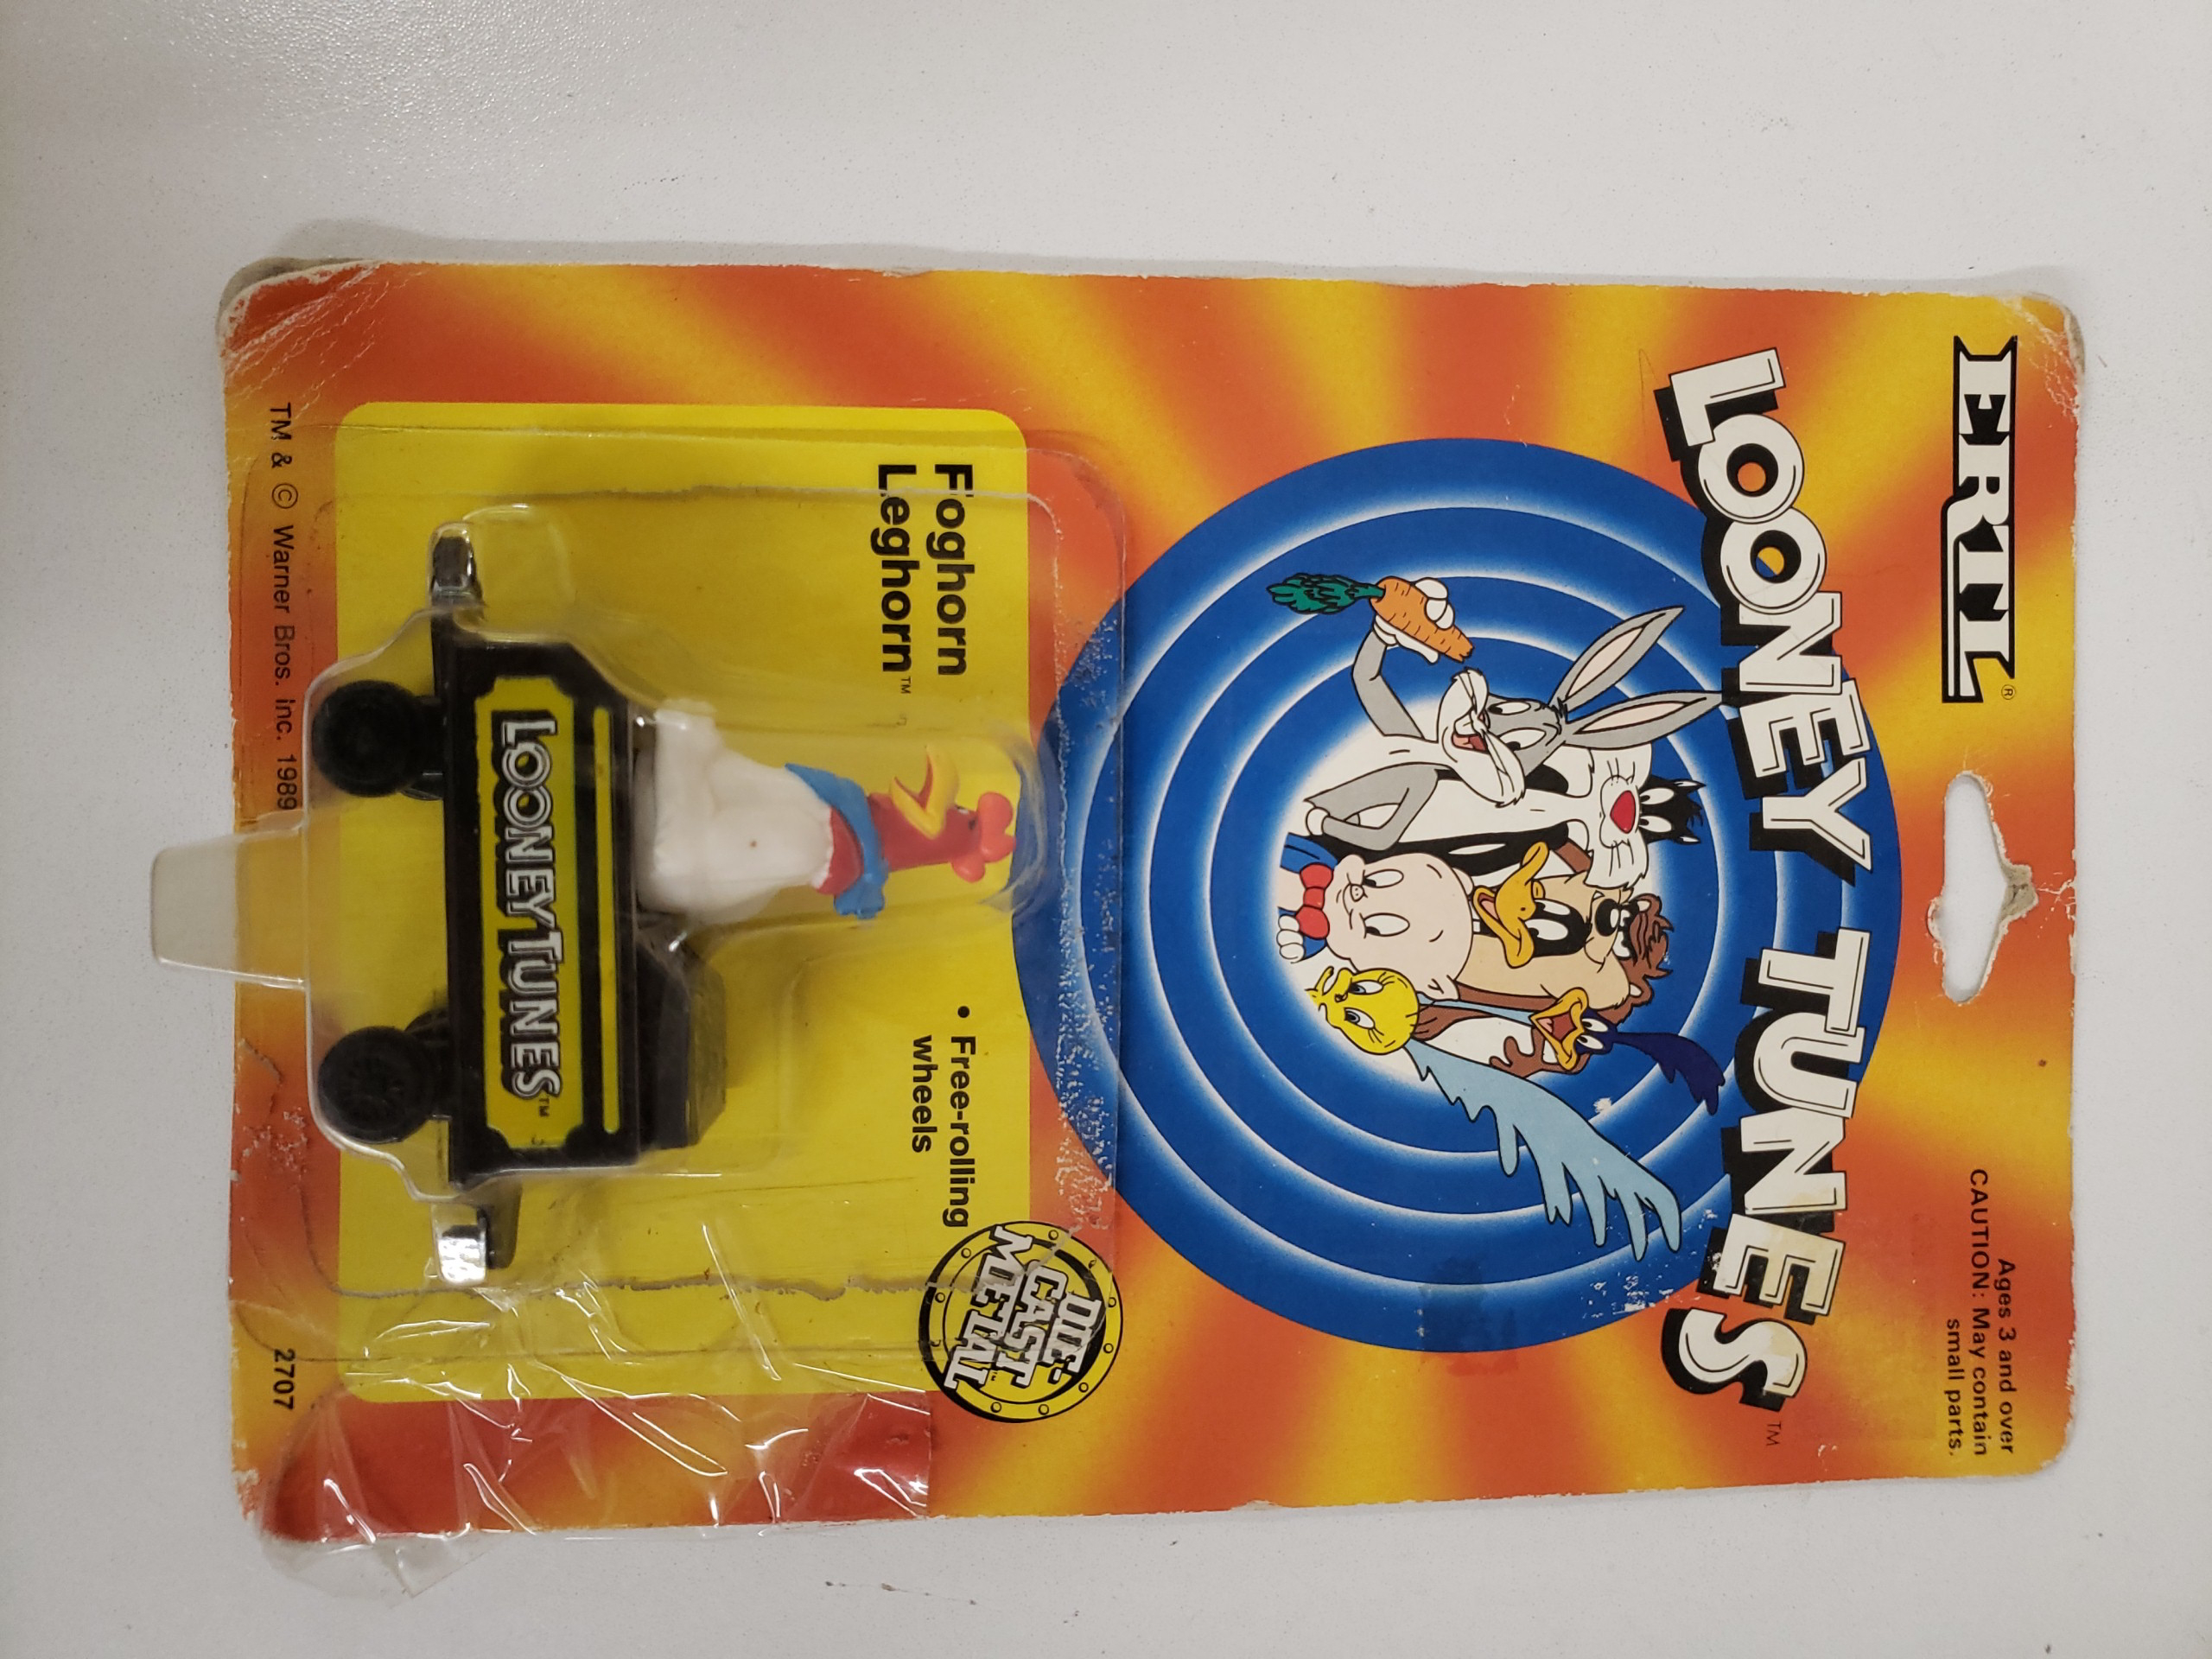 ERTL®
Ages 3 and over
CAUTION: May contain
small parts.
LOONEY TUNES™
Foghorn
Leghorn™
• Free-rolling
wheels
DIE-
CAST
METAL™
LOONEY TUNES™
TM & © Warner Bros. Inc. 1989
2707